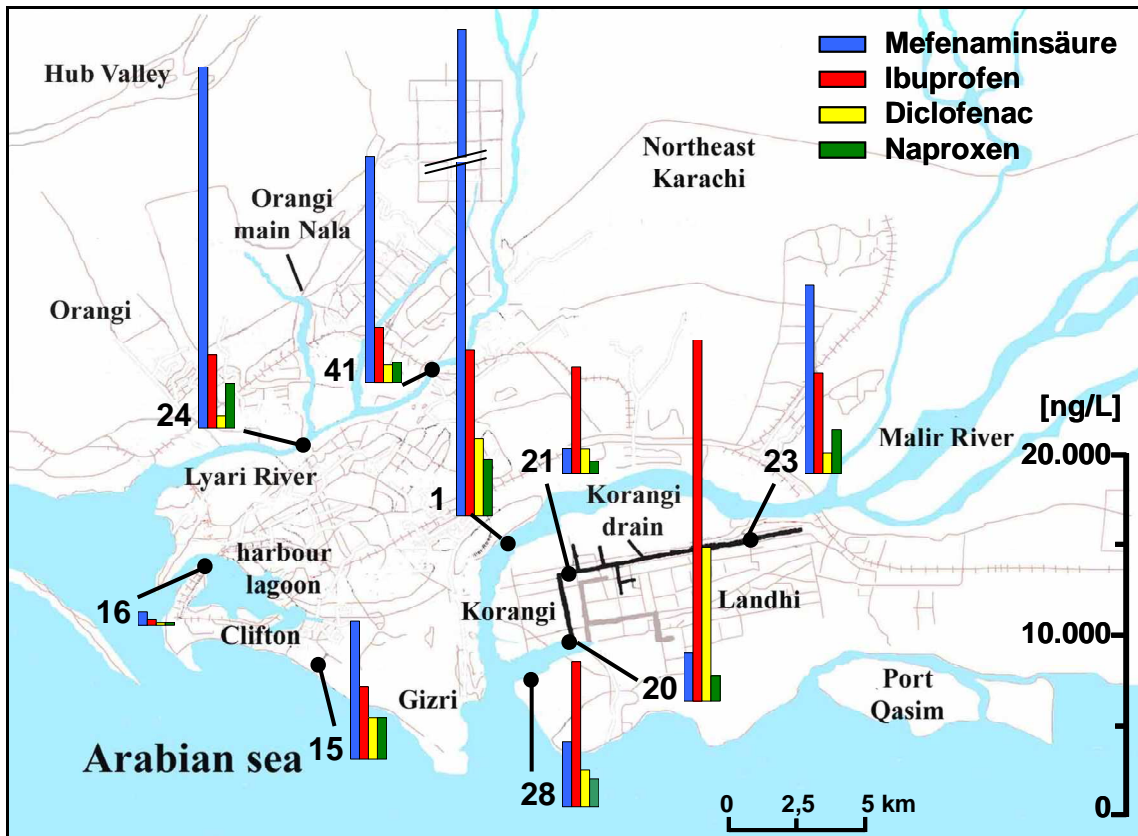 Mefenaminsäure
Ibuprofen
Diclofenac
Naproxen
Hub Valley
Northeast
Karachi
Orangi
main Nala
Orangi
41
24
[ng/L]
Malir River
20.000
Lyari River
21
23
Korangi
drain
1
harbour
lagoon
16
Korangi
Landhi
Clifton
10.000
20
Gizri
Port
Qasim
15
Arabian sea
28
0
2,5
5 km
0